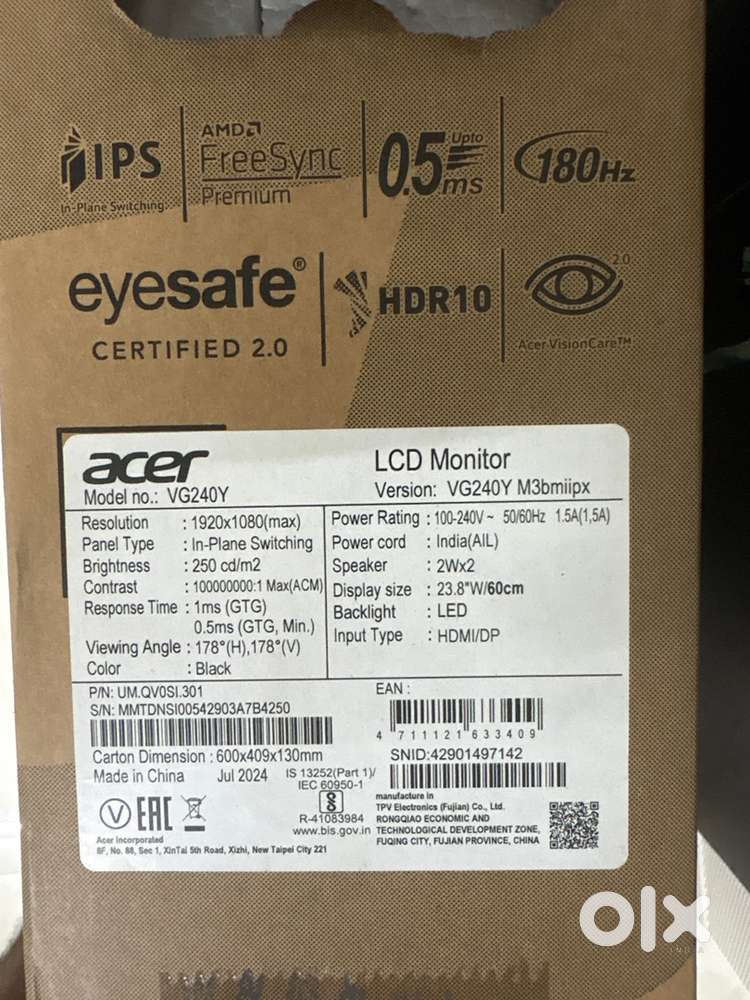 IPS
In-Plane Switching
AMD
FreeSync
Premium
Upto
0.5ms
180Hz
eyesafe®
CERTIFIED 2.0
HDR10
2.0
Acer VisionCare™
acer
LCD Monitor
Model no.: VG240Y
Version: VG240Y M3bmiipx
Resolution : 1920x1080(max)
Panel Type : In-Plane Switching
Brightness : 250 cd/m2
Contrast : 100000000:1 Max(ACM)
Response Time : 1ms (GTG)
0.5ms (GTG, Min.)
Viewing Angle : 178°(H),178°(V)
Color : Black
Power Rating : 100-240V ~ 50/60Hz 1.5A(1,5A)
Power cord : India(AIL)
Speaker : 2Wx2
Display size : 23.8"W/60cm
Backlight : LED
Input Type : HDMI/DP
P/N: UM.QV0SI.301
S/N: MMTDNSI00542903A7B4250
EAN :
4 711121 633409
Carton Dimension : 600x409x130mm
SNID:42901497142
Made in China Jul 2024
IS 13252(Part 1)/
IEC 60950-1
R-41083984
www.bis.gov.in
V EAC
Acer Incorporated
8F, No. 88, Sec 1, XinTai 5th Road, Xizhi, New Taipei City 221
manufacture in
TPV Electronics (Fujian) Co., Ltd.
RONGQIAO ECONOMIC AND
TECHNOLOGICAL DEVELOPMENT ZONE,
FUQING CITY, FUJIAN PROVINCE, CHINA
olx
INDIA